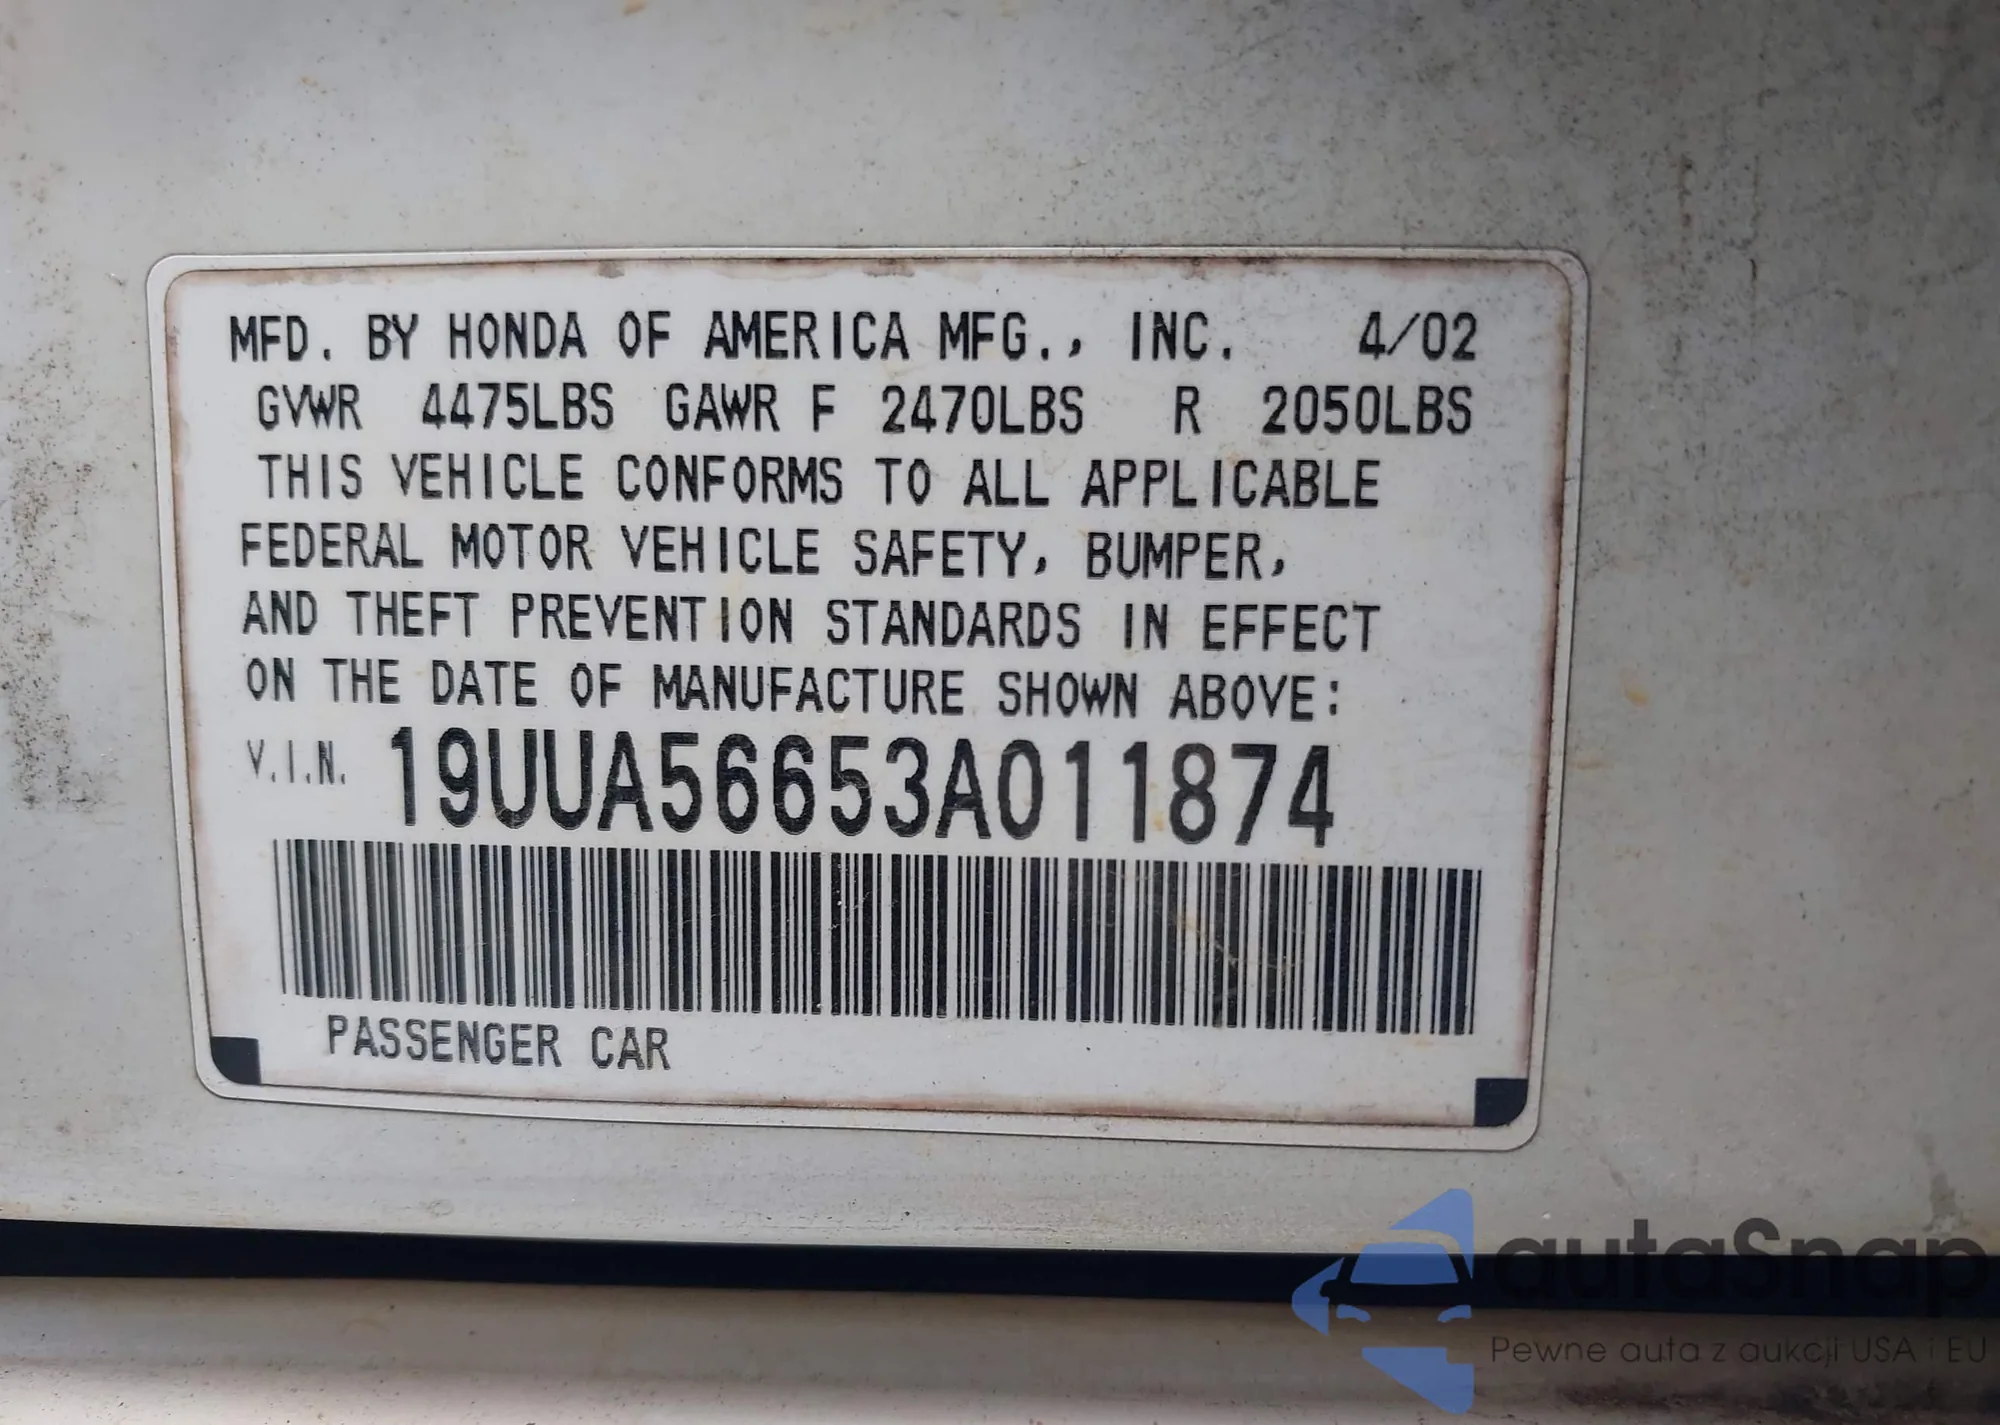 MFD. BY HONDA OF AMERICA MFG., INC. 4/02
GVWR 4475LBS GAWR F 2470LBS R 2050LBS
THIS VEHICLE CONFORMS TO ALL APPLICABLE
FEDERAL MOTOR VEHICLE SAFETY, BUMPER,
AND THEFT PREVENTION STANDARDS IN EFFECT
ON THE DATE OF MANUFACTURE SHOWN ABOVE:
V.I.N. 19UUA56653A011874
PASSENGER CAR
autaSnap
Pewne auta z aukcji USA i EU